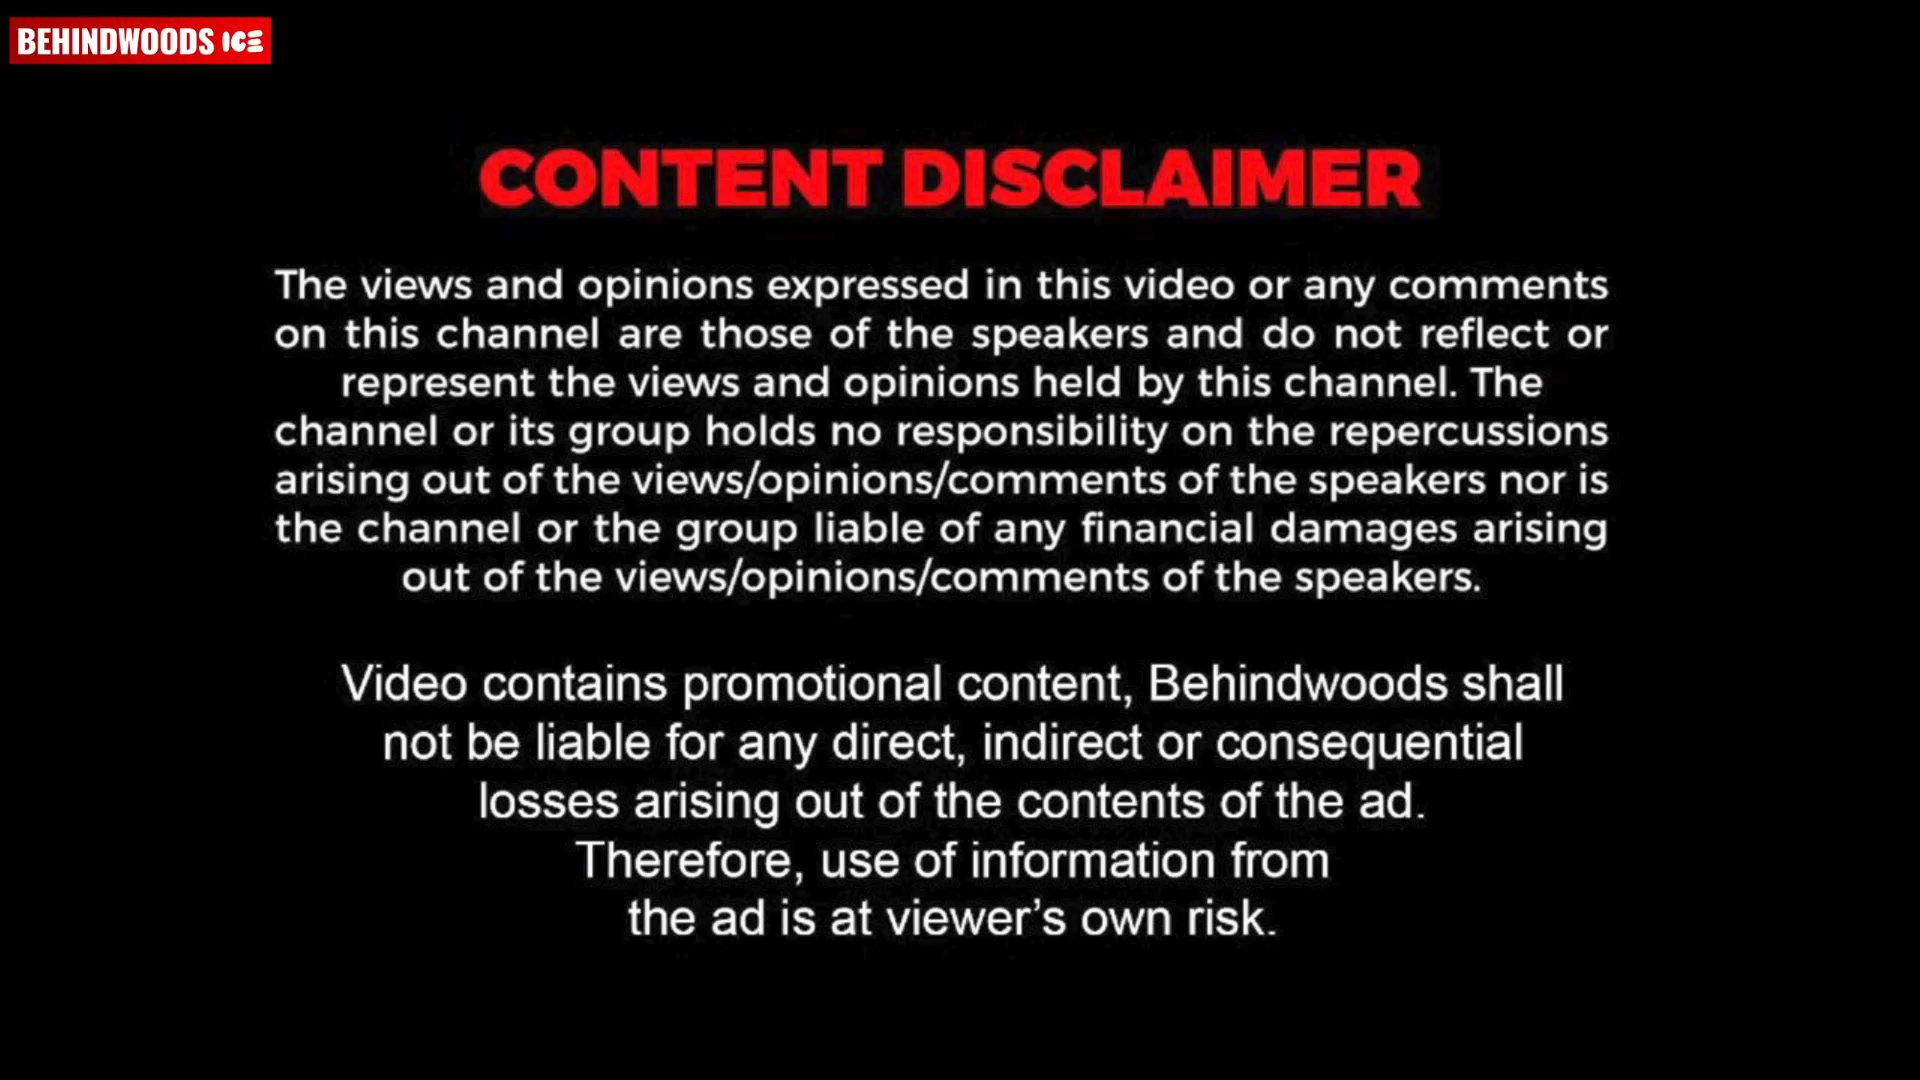 BEHINDWOODS ICE
CONTENT DISCLAIMER
The views and opinions expressed in this video or any comments
on this channel are those of the speakers and do not reflect or
represent the views and opinions held by this channel. The
channel or its group holds no responsibility on the repercussions
arising out of the views/opinions/comments of the speakers nor is
the channel or the group liable of any financial damages arising
out of the views/opinions/comments of the speakers.
Video contains promotional content, Behindwoods shall
not be liable for any direct, indirect or consequential
losses arising out of the contents of the ad.
Therefore, use of information from
the ad is at viewer’s own risk.